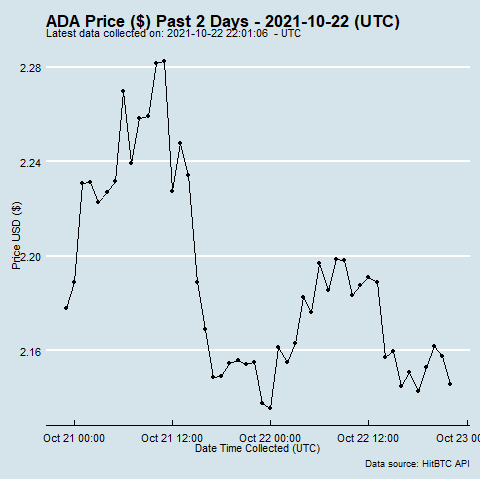 ADA Price ($) Past 2 Days - 2021-10-22 (UTC)
Latest data collected on: 2021-10-22 22:01:06 - UTC
Price USD ($)
2.28
2.24
2.20
2.16
Oct 21 00:00 Oct 21 12:00 Oct 22 00:00 Oct 22 12:00 Oct 23 00
Date Time Collected (UTC)
Data source: HitBTC API